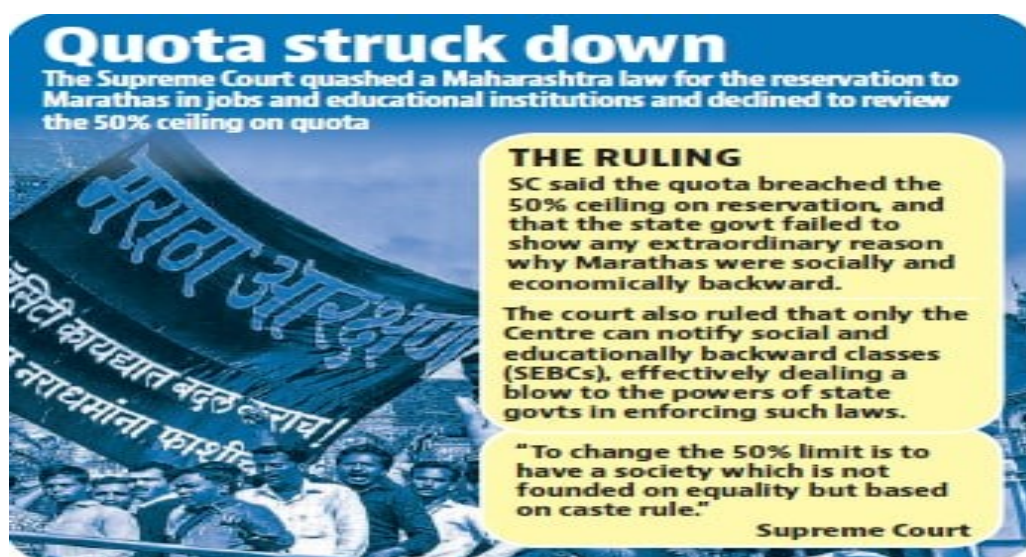 Quota struck down
The Supreme Court quashed a Maharashtra law for the reservation to
Marathas in jobs and educational institutions and declined to review
the 50% ceiling on quota
THE RULING
SC said the quota breached the
50% ceiling on reservation, and
that the state govt failed to
show any extraordinary reason
why Marathas were socially and
economically backward.
The court also ruled that only the
Centre can notify social and
educationally backward classes
(SEBCs), effectively dealing a
blow to the powers of state
govts in enforcing such laws.
"To change the 50% limit is to
have a society which is not
founded on equality but based
on caste rule."
Supreme Court
मराठा आरक्षण
कायद्यात बदल
नराधमांना फाशी